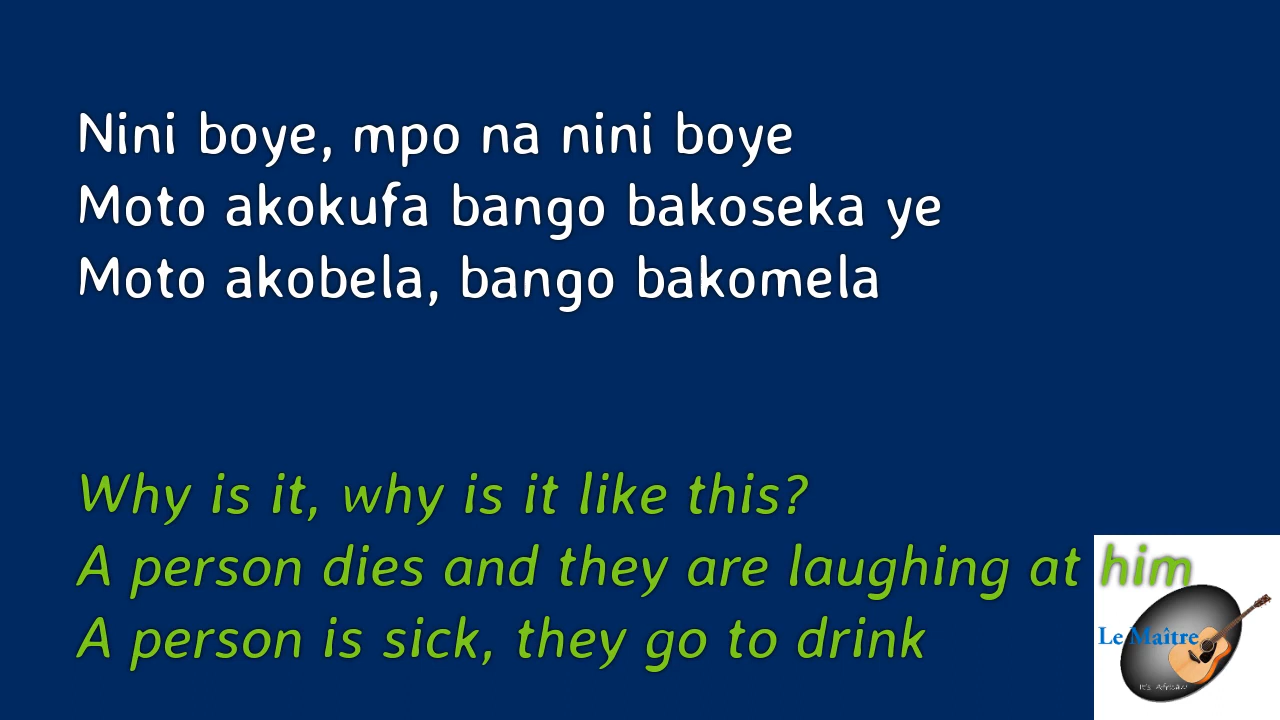 Nini boye, mpo na nini boye
Moto akokufa bango bakoseka ye
Moto akobela, bango bakomela
Why is it, why is it like this?
A person dies and they are laughing at him
A person is sick, they go to drink
Le Maître